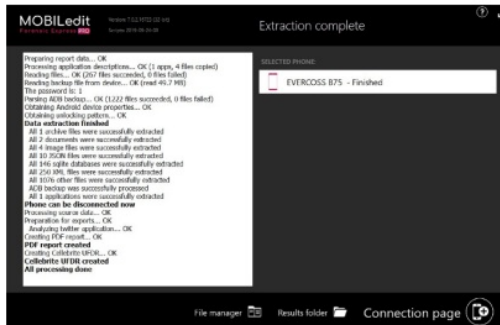 MOBILedit
Forensic Express PRO
Extraction complete
Preparing report data... OK
Processing application descriptions... OK (1 apps, 4 files copied)
Reading files... OK (267 files succeeded, 0 files failed)
Reading backup file from device... OK (read 49.7 MB)
The password is: 1
Parsing ADB backup... OK (1222 files succeeded, 0 files failed)
Obtaining Android device properties... OK
Obtaining unlocking pattern... OK
Data extraction finished
All 1 archive files were successfully extracted
All 2 documents were successfully extracted
All 4 image files were successfully extracted
All 10 JSON files were successfully extracted
All 146 sqlite databases were successfully extracted
All 250 XML files were successfully extracted
All 1076 other files were successfully extracted
ADB backup was successfully processed
All 1 applications were successfully extracted
Phone can be disconnected now
Processing source data... OK
Preparation for exports... OK
Analyzing twitter application... OK
Creating PDF report... OK
PDF report created
Creating Cellebrite UFDR... OK
Cellebrite UFDR created
All processing done
SELECTED PHONE:
EVERCOSS B75 - Finished
File manager
Results folder
Connection page